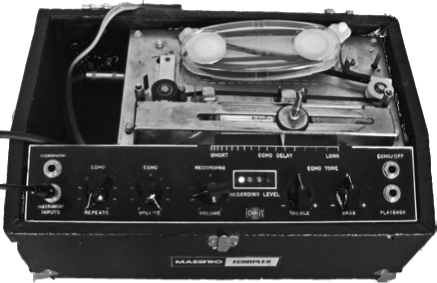 SHORT ECHO DELAY LONG
ECHO ECHO RECORDING ECHO TONE ECHO/OFF
INSTRUMENT INPUTS REPEATS VOLUME VOLUME RECORDING LEVEL TREBLE BASS PLAYBACK
MAESTRO ECHOPLEX